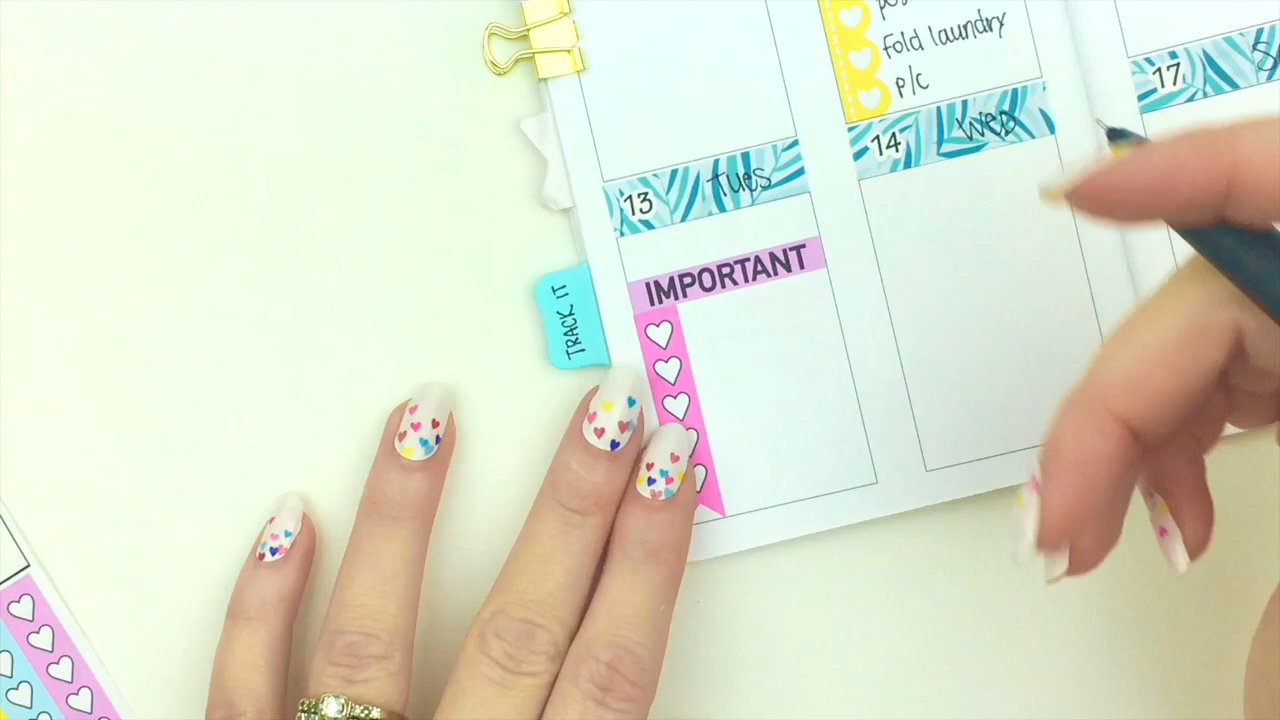 fold laundry
p/c
17
14 Wed
13 Tues
IMPORTANT
TRACK IT